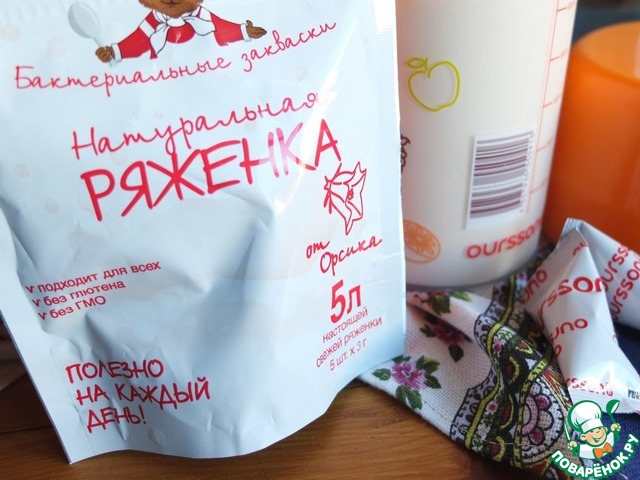 Бактериальные закваски
Натуральная
РЯЖЕНКА
от Орсика
V подходит для всех
V без глютена
V без ГМО
5л
настоящей
свежей ряженки
5 шт. x 3 г
ПОЛЕЗНО
НА КАЖДЫЙ
ДЕНЬ!
oursson
ПОВАРЁНОК.РУ